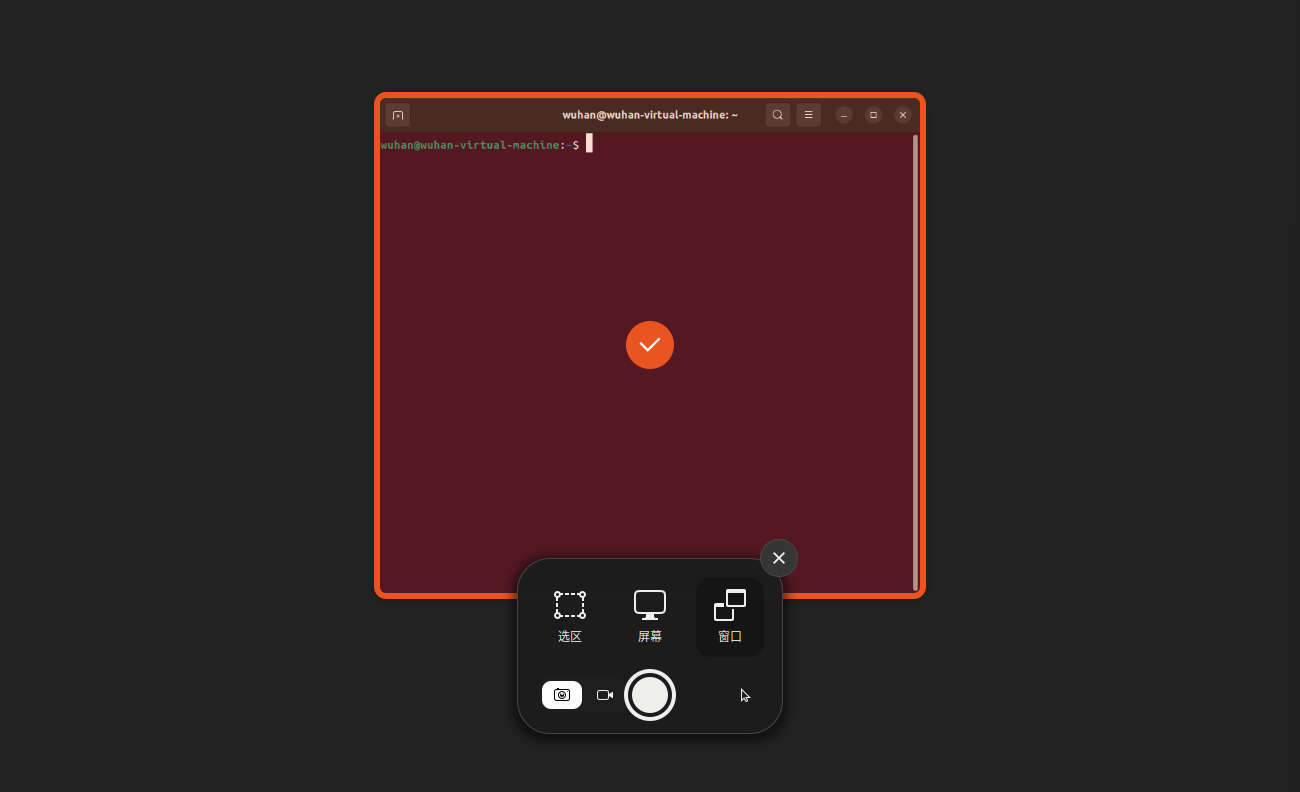 wuhan@wuhan-virtual-machine: ~
wuhan@wuhan-virtual-machine:~$
选区
屏幕
窗口